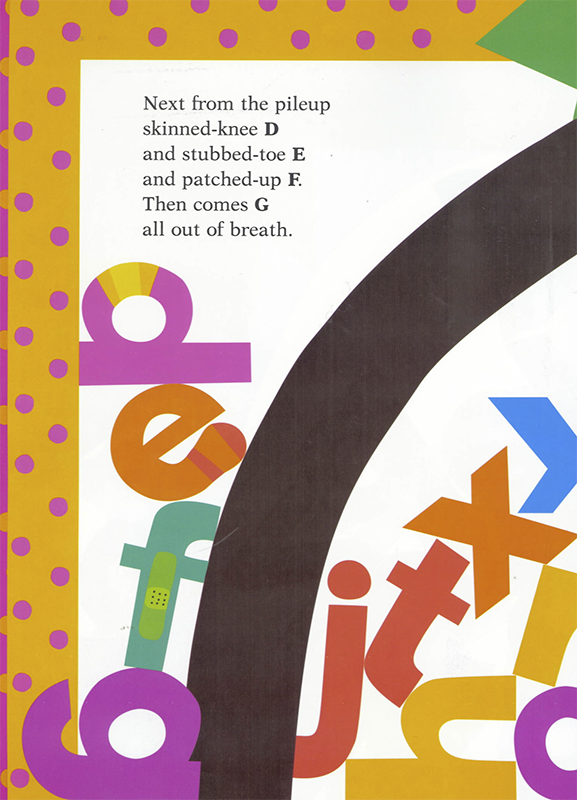 Next from the pileup
skinned-knee D
and stubbed-toe E
and patched-up F.
Then comes G
all out of breath.
d
e
f
g
j
t
x
y
h